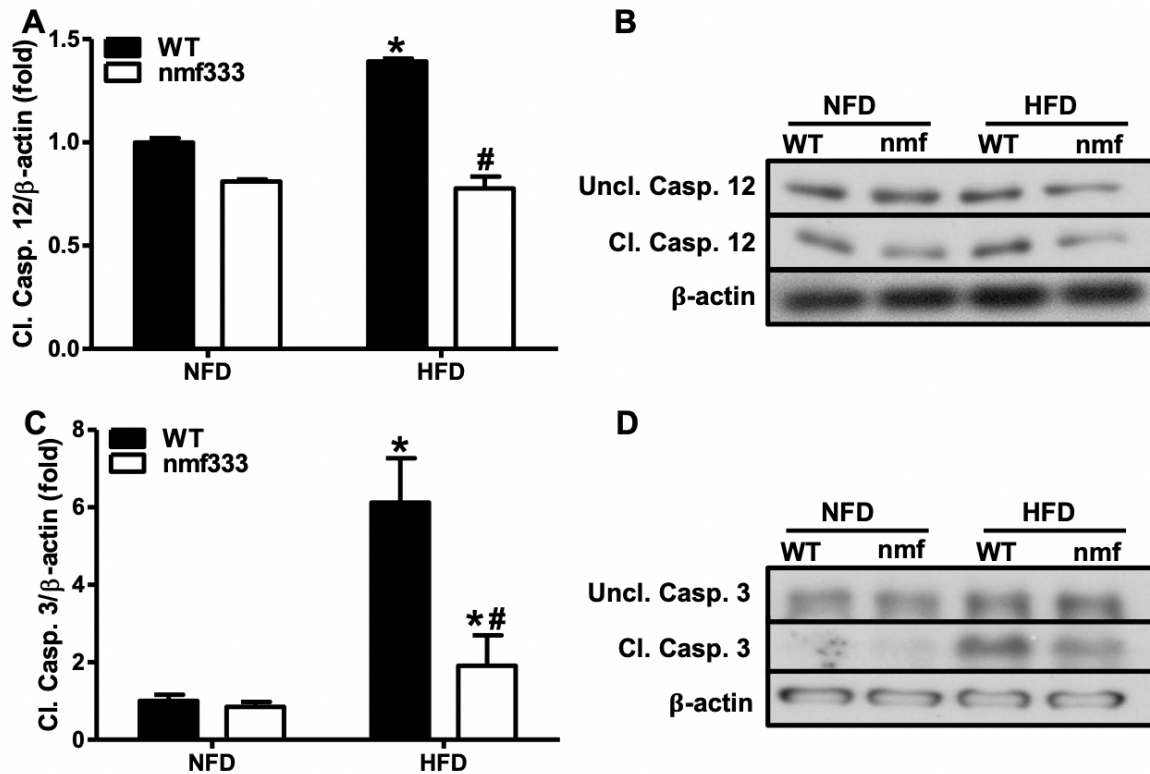 A
Cl. Casp. 12/β-actin (fold)
1.5
1.0
0.5
0.0
WT
nmf333
*
#
NFD HFD
B
NFD HFD
WT nmf WT nmf
Uncl. Casp. 12
Cl. Casp. 12
β-actin
C
Cl. Casp. 3/β-actin (fold)
8
6
4
2
0
WT
nmf333
*
*#
NFD HFD
D
NFD HFD
WT nmf WT nmf
Uncl. Casp. 3
Cl. Casp. 3
β-actin